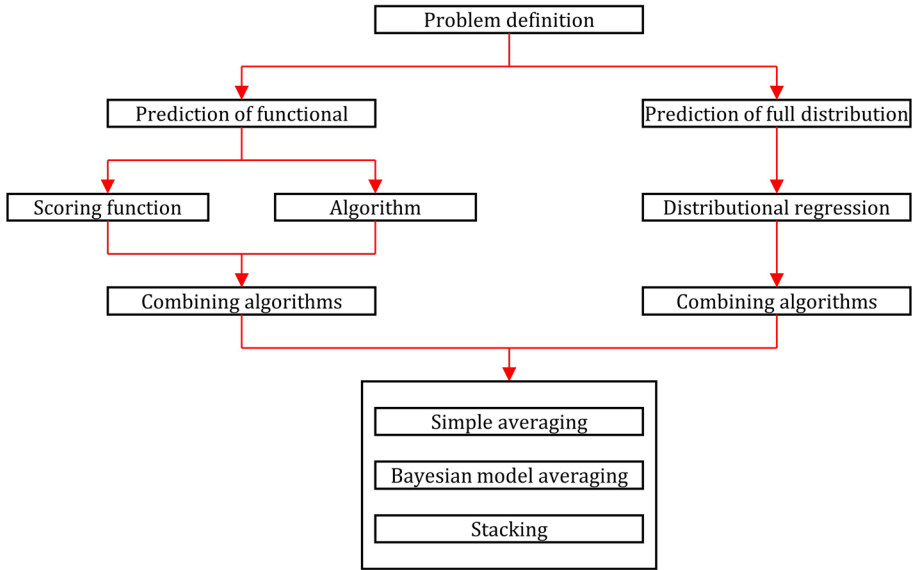 Problem definition
Prediction of functional
Prediction of full distribution
Scoring function
Algorithm
Distributional regression
Combining algorithms
Combining algorithms
Simple averaging
Bayesian model averaging
Stacking